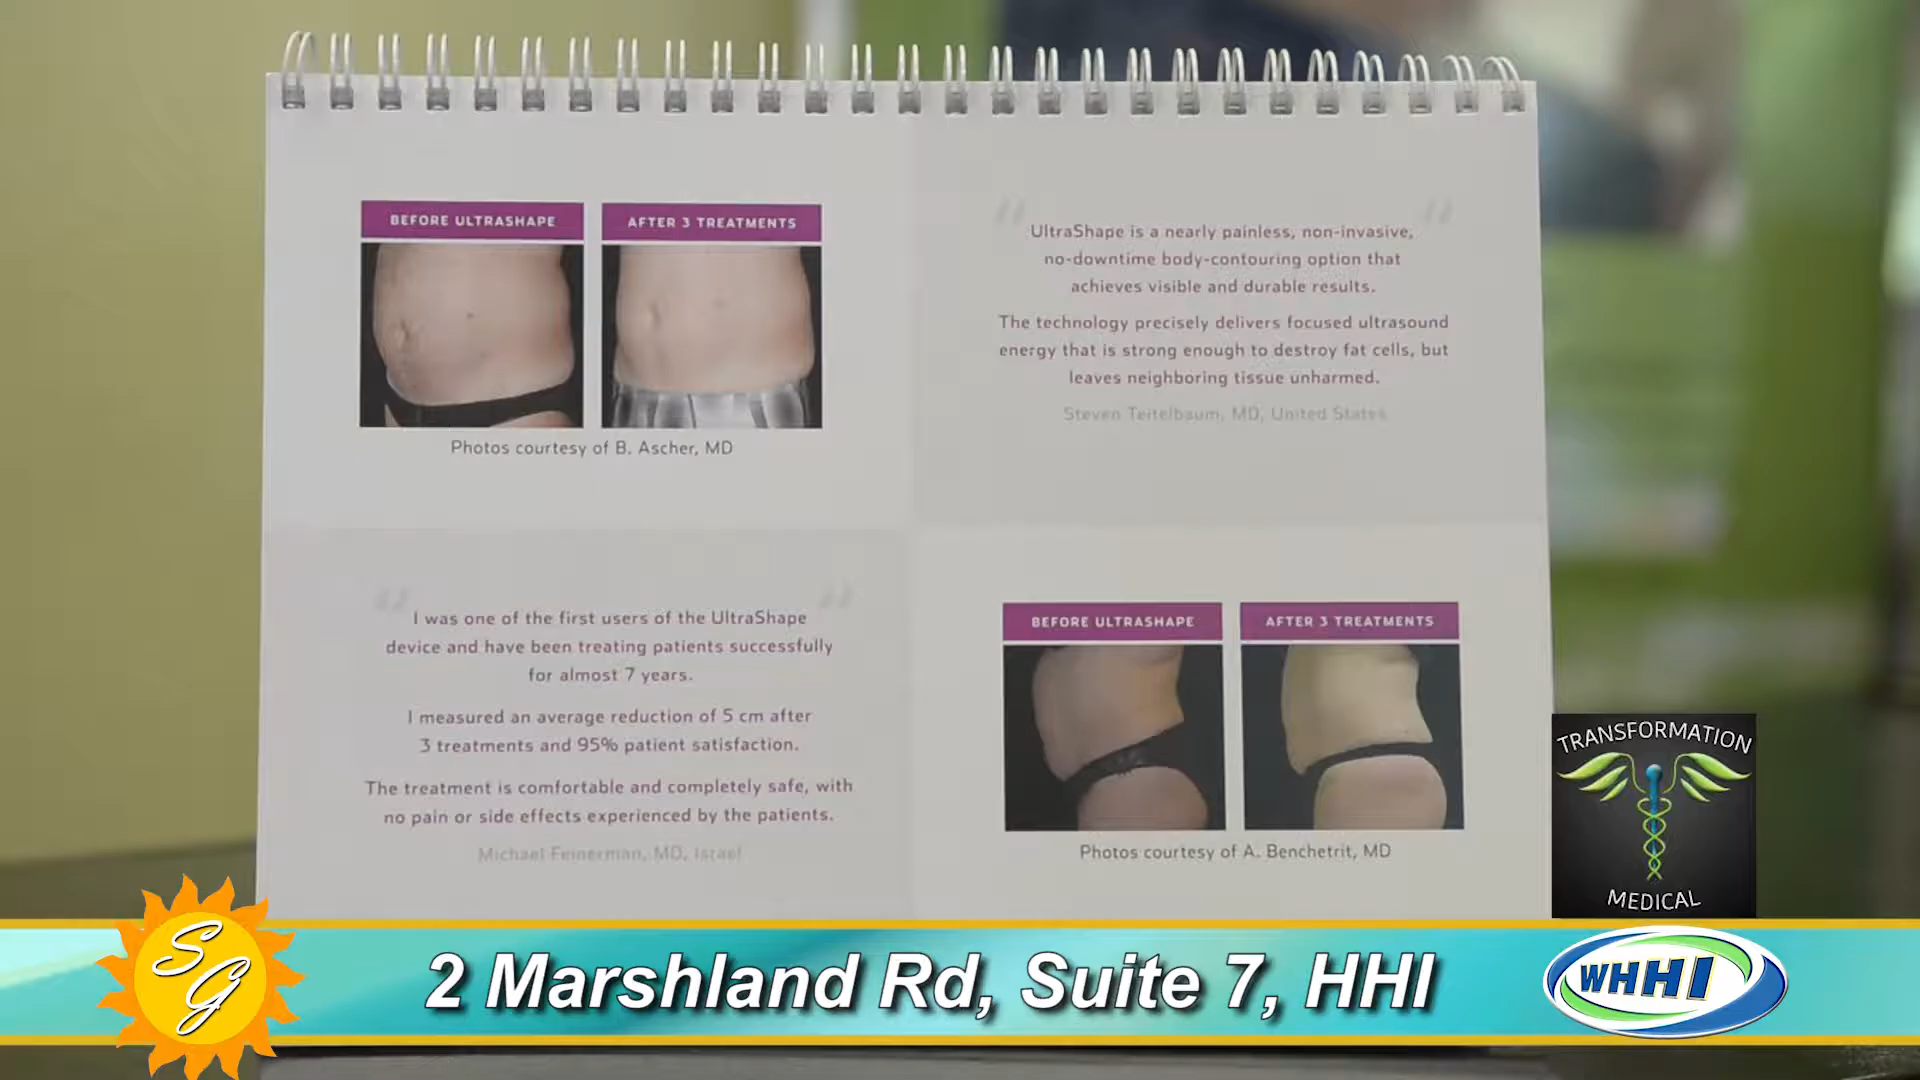 BEFORE ULTRASHAPE
AFTER 3 TREATMENTS
Photos courtesy of B. Ascher, MD
"
"
UltraShape is a nearly painless, non-invasive,
no-downtime body-contouring option that
achieves visible and durable results.
The technology precisely delivers focused ultrasound
energy that is strong enough to destroy fat cells, but
leaves neighboring tissue unharmed.
Steven Teitelbaum, MD, United States
"
"
I was one of the first users of the UltraShape
device and have been treating patients successfully
for almost 7 years.
I measured an average reduction of 5 cm after
3 treatments and 95% patient satisfaction.
The treatment is comfortable and completely safe, with
no pain or side effects experienced by the patients.
Michael Feinerman, MD, Israel
BEFORE ULTRASHAPE
AFTER 3 TREATMENTS
Photos courtesy of A. Benchetrit, MD
TRANSFORMATION
MEDICAL
SG
2 Marshland Rd, Suite 7, HHI
WHHI